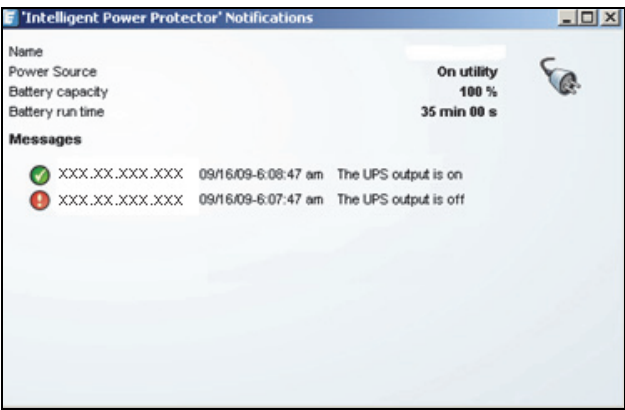 'Intelligent Power Protector' Notifications
Name
Power Source On utility
Battery capacity 100 %
Battery run time 35 min 00 s
Messages
XXX.XX.XXX.XXX 09/16/09-6:08:47 am The UPS output is on
XXX.XX.XXX.XXX 09/16/09-6:07:47 am The UPS output is off